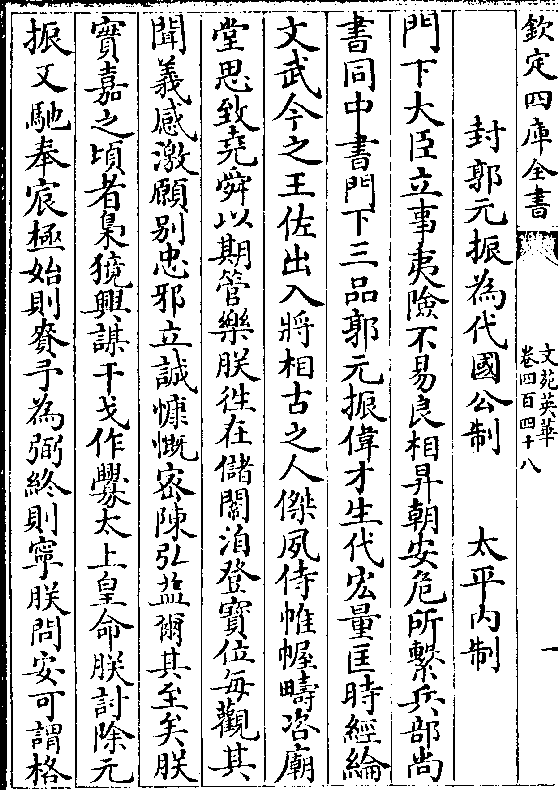 欽定四庫全書
文苑英華
卷四百四十八
一
封郭元振為代國公制 太平內制
門下大臣立事夷險不易良相昇朝安危所繫兵部尚
書同中書門下三品郭元振偉才生代宏量匡時經綸
文武今之王佐出入將相古之人傑夙侍帷幄疇咨廟
堂思致堯舜以期管樂朕徃在儲闈洎登寶位每觀其
聞義感激願别忠邪立誠慷慨宻陳弘益爾其至矣朕
實嘉之頃者梟獍興謀干戈作釁太上皇命朕討除元
振又馳奉宸極始則賚予為弼終則寧朕問安可謂格